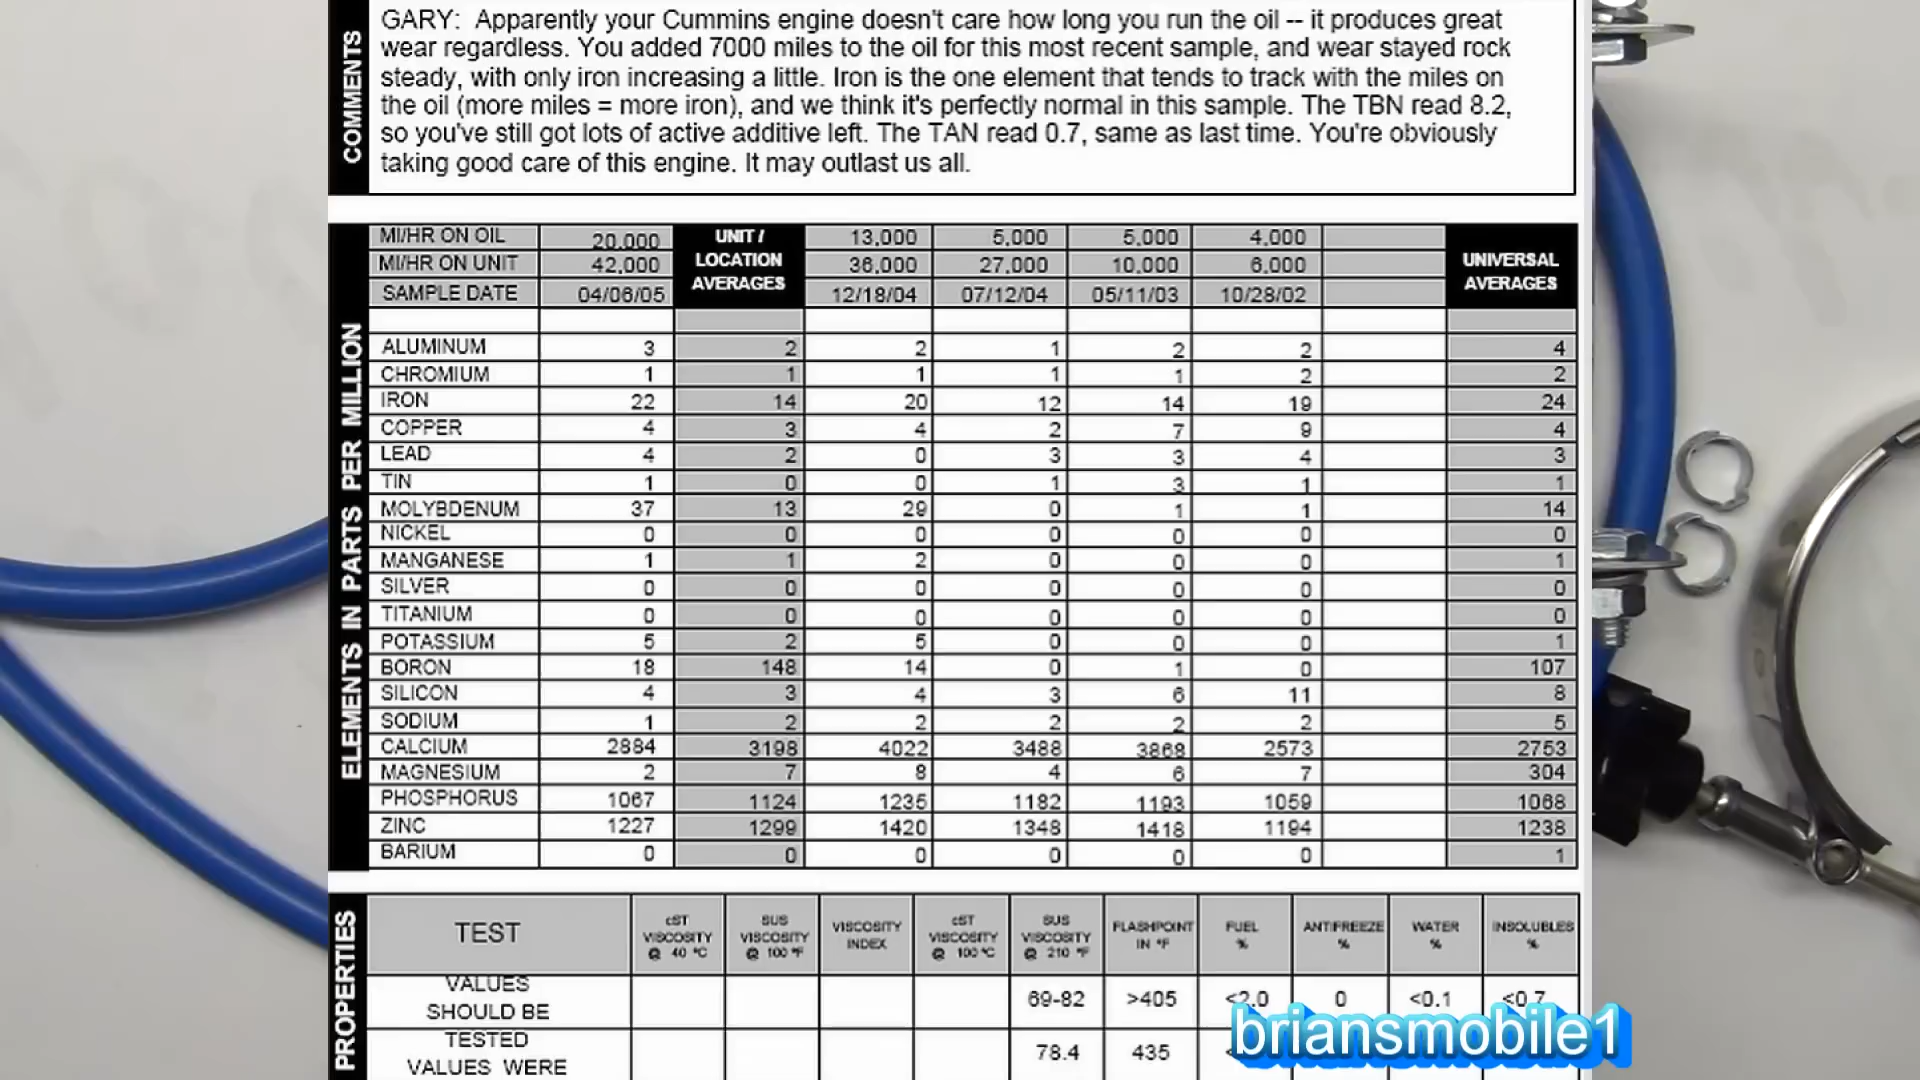 COMMENTS
GARY: Apparently your Cummins engine doesn't care how long you run the oil -- it produces great
wear regardless. You added 7000 miles to the oil for this most recent sample, and wear stayed rock
steady, with only iron increasing a little. Iron is the one element that tends to track with the miles on
the oil (more miles = more iron), and we think it's perfectly normal in this sample. The TBN read 8.2,
so you've still got lots of active additive left. The TAN read 0.7, same as last time. You're obviously
taking good care of this engine. It may outlast us all.
MI/HR ON OIL 20,000 UNIT / 13,000 5,000 5,000 4,000
MI/HR ON UNIT 42,000 LOCATION 36,000 27,000 10,000 6,000 UNIVERSAL
SAMPLE DATE 04/06/05 AVERAGES 12/18/04 07/12/04 05/11/03 10/28/02 AVERAGES
ELEMENTS IN PARTS PER MILLION
ALUMINUM 3 2 2 1 2 2 4
CHROMIUM 1 1 1 1 1 2 2
IRON 22 14 20 12 14 19 24
COPPER 4 3 4 2 7 9 4
LEAD 4 2 0 3 3 4 3
TIN 1 0 0 1 3 1 1
MOLYBDENUM 37 13 29 0 1 1 14
NICKEL 0 0 0 0 0 0 0
MANGANESE 1 1 2 0 0 0 1
SILVER 0 0 0 0 0 0 0
TITANIUM 0 0 0 0 0 0 0
POTASSIUM 5 2 5 0 0 0 1
BORON 18 148 14 0 1 0 107
SILICON 4 3 4 3 6 11 8
SODIUM 1 2 2 2 2 2 5
CALCIUM 2884 3198 4022 3488 3868 2573 2753
MAGNESIUM 2 7 8 4 6 7 304
PHOSPHORUS 1067 1124 1235 1182 1193 1059 1068
ZINC 1227 1299 1420 1348 1418 1194 1238
BARIUM 0 0 0 0 0 0 1
PROPERTIES
TEST
cST
VISCOSITY
@ 40 °C
SUS
VISCOSITY
@ 100 °F
VISCOSITY
INDEX
cST
VISCOSITY
@ 100 °C
SUS
VISCOSITY
@ 210 °F
FLASHPOINT
IN °F
FUEL
%
ANTIFREEZE
%
WATER
%
INSOLUBLES
%
VALUES
SHOULD BE
69-82 >405 <2.0 0 <0.1 <0.7
TESTED
VALUES WERE
78.4 435
briansmobile1